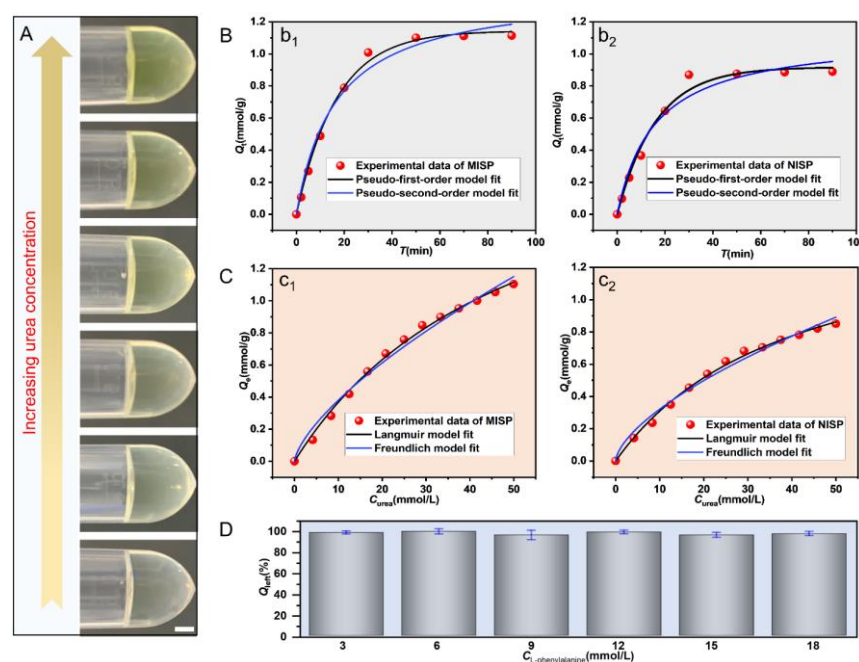 A
Increasing urea concentration
B
b1
Qt(mmol/g)
1.2
1.0
0.8
0.6
0.4
0.2
0.0
Experimental data of MISP
Pseudo-first-order model fit
Pseudo-second-order model fit
0 20 40 60 80 100
T(min)
b2
Qt(mmol/g)
1.2
1.0
0.8
0.6
0.4
0.2
0.0
Experimental data of NISP
Pseudo-first-order model fit
Pseudo-second-order model fit
0 20 40 60 80 100
T(min)
C
c1
Qe(mmol/g)
1.2
1.0
0.8
0.6
0.4
0.2
0.0
Experimental data of MISP
Langmuir model fit
Freundlich model fit
0 10 20 30 40 50
Curea(mmol/L)
c2
Qe(mmol/g)
1.2
1.0
0.8
0.6
0.4
0.2
0.0
Experimental data of NISP
Langmuir model fit
Freundlich model fit
0 10 20 30 40 50
Curea(mmol/L)
D
Qleft(%)
100
80
60
40
20
0
3 6 9 12 15 18
CL-phenylalanine(mmol/L)